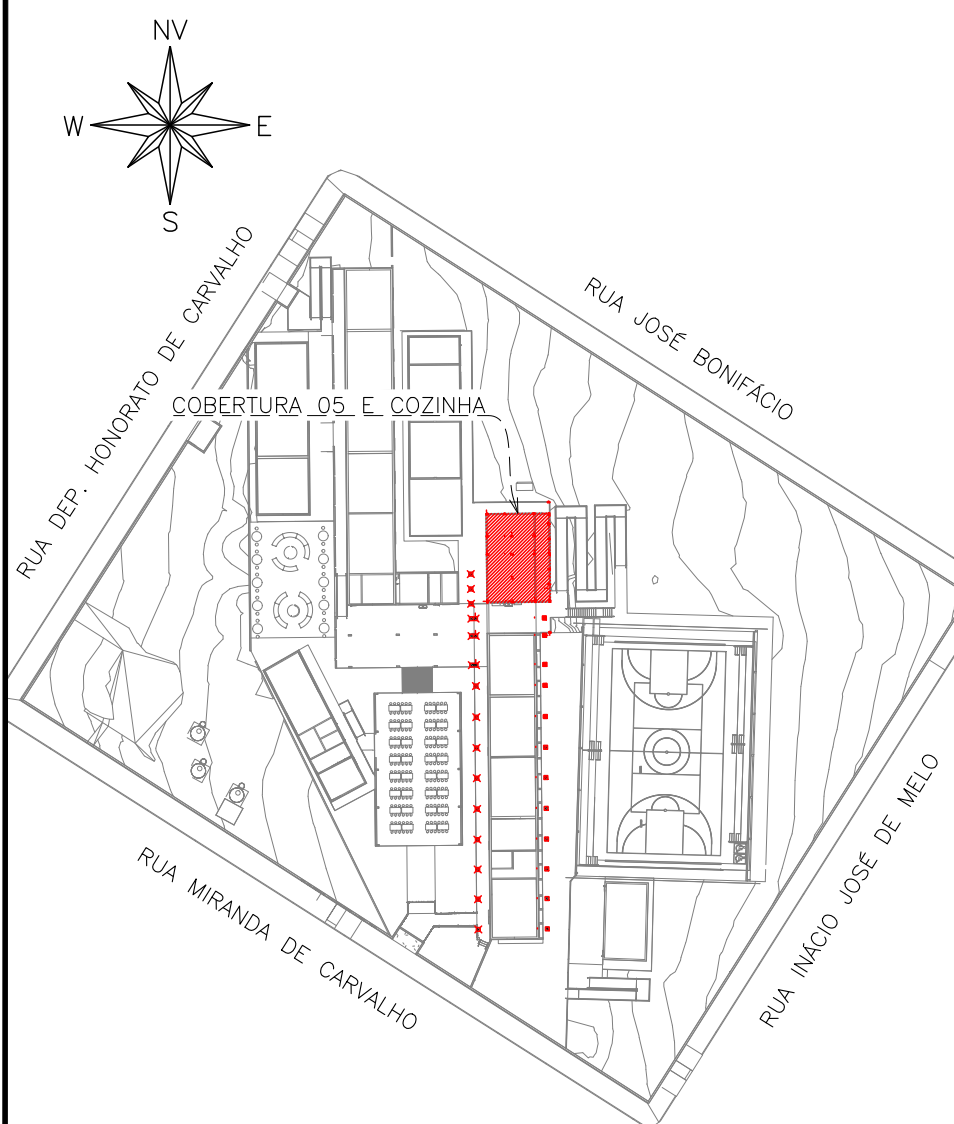 NV
W E
S
RUA DEP. HONORATO DE CARVALHO
RUA JOSÉ BONIFÁCIO
COBERTURA 05 E COZINHA
RUA MIRANDA DE CARVALHO
RUA INÁCIO JOSÉ DE MELO